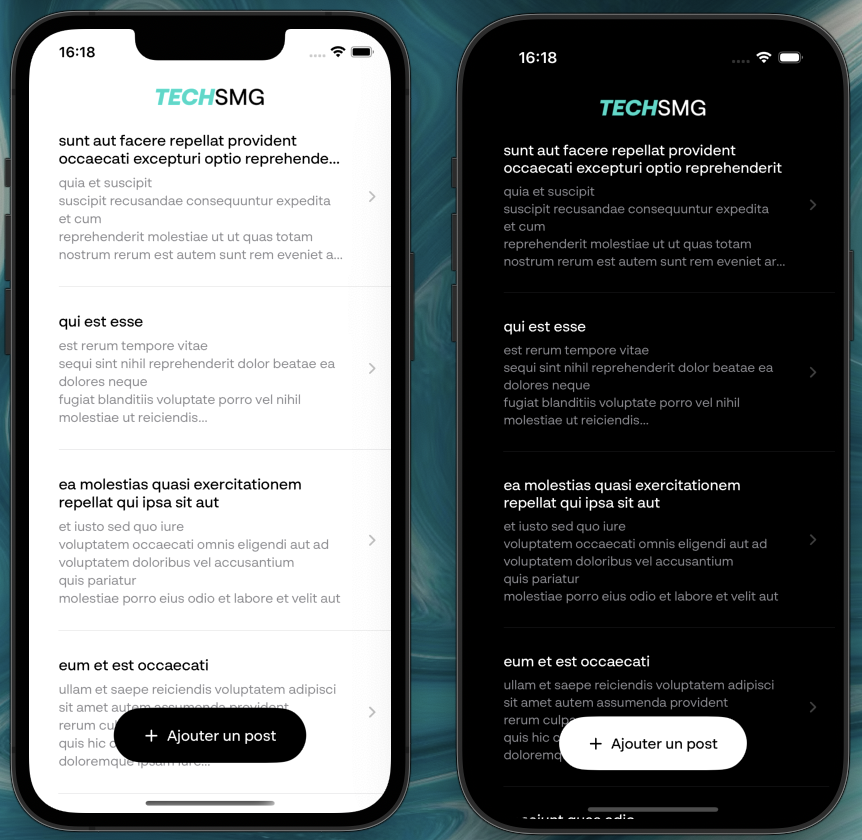 16:18
TECHSMG
sunt aut facere repellat provident
occaecati excepturi optio reprehende...
quia et suscipit
suscipit recusandae consequuntur expedita
et cum
reprehenderit molestiae ut ut quas totam
nostrum rerum est autem sunt rem eveniet a...
qui est esse
est rerum tempore vitae
sequi sint nihil reprehenderit dolor beatae ea
dolores neque
fugiat blanditiis voluptate porro vel nihil
molestiae ut reiciendis...
ea molestias quasi exercitationem
repellat qui ipsa sit aut
et iusto sed quo iure
voluptatem occaecati omnis eligendi aut ad
voluptatem doloribus vel accusantium
quis pariatur
molestiae porro eius odio et labore et velit aut
eum et est occaecati
ullam et saepe reiciendis voluptatem adipisci
sit amet autem assumenda provident
rerum
quis hic
doloremque ipsam iure...
+ Ajouter un post
16:18
TECHSMG
sunt aut facere repellat provident
occaecati excepturi optio reprehenderit
quia et suscipit
suscipit recusandae consequuntur expedita
et cum
reprehenderit molestiae ut ut quas totam
nostrum rerum est autem sunt rem eveniet ar...
qui est esse
est rerum tempore vitae
sequi sint nihil reprehenderit dolor beatae ea
dolores neque
fugiat blanditiis voluptate porro vel nihil
molestiae ut reiciendis...
ea molestias quasi exercitationem
repellat qui ipsa sit aut
et iusto sed quo iure
voluptatem occaecati omnis eligendi aut ad
voluptatem doloribus vel accusantium
quis pariatur
molestiae porro eius odio et labore et velit aut
eum et est occaecati
ullam et saepe reiciendis voluptatem adipisci
sit amet autem assumenda provident
rerum culpa
quis hic
+ Ajouter un post